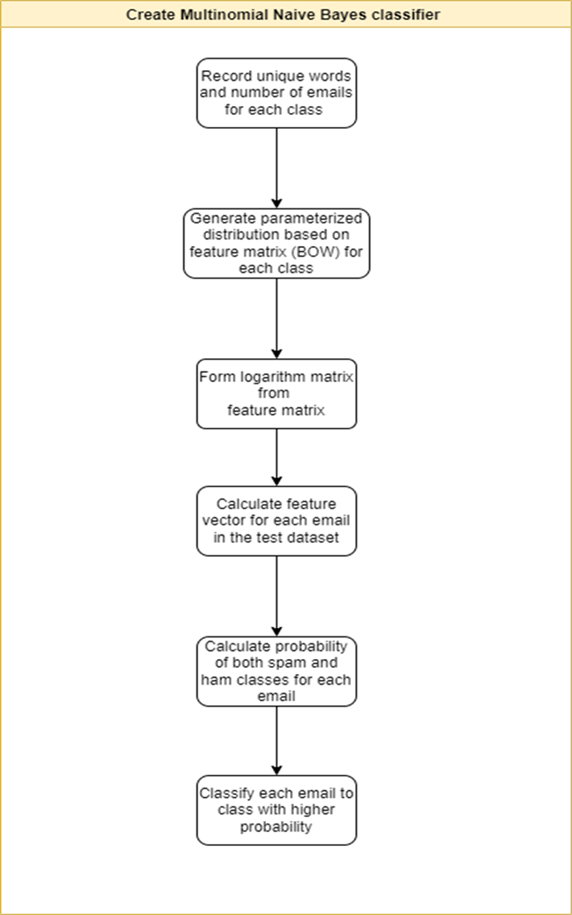 Create Multinomial Naive Bayes classifier
Record unique words
and number of emails
for each class
Generate parameterized
distribution based on
feature matrix (BOW) for
each class
Form logarithm matrix
from
feature matrix
Calculate feature
vector for each email
in the test dataset
Calculate probability
of both spam and
ham classes for each
email
Classify each email to
class with higher
probability